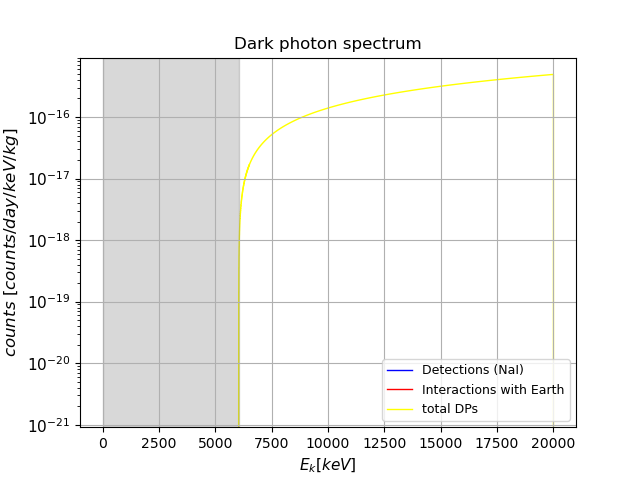 Dark photon spectrum
counts [counts/day/keV/kg]
10⁻¹⁶
10⁻¹⁷
10⁻¹⁸
10⁻¹⁹
10⁻²⁰
10⁻²¹
Detections (NaI)
Interactions with Earth
total DPs
0 2500 5000 7500 10000 12500 15000 17500 20000
Eₖ[keV]